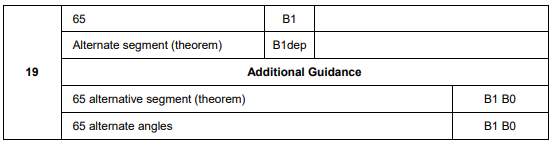 65 B1
Alternate segment (theorem) B1dep
19
Additional Guidance
65 alternative segment (theorem) B1 B0
65 alternate angles B1 B0